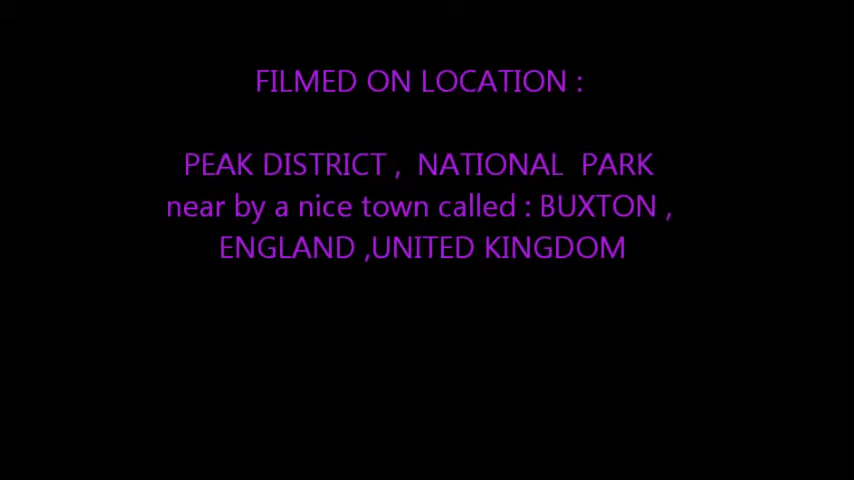 FILMED ON LOCATION :
PEAK DISTRICT ,  NATIONAL  PARK
near by a nice town called : BUXTON ,
ENGLAND ,UNITED KINGDOM